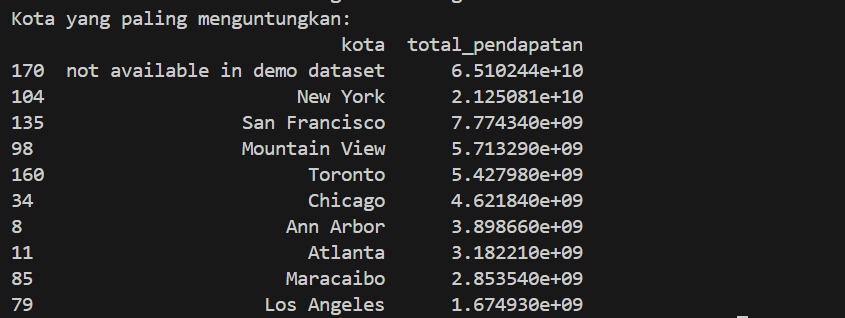 Kota yang paling menguntungkan:
kota total_pendapatan
170 not available in demo dataset 6.510244e+10
104 New York 2.125081e+10
135 San Francisco 7.774340e+09
98 Mountain View 5.713290e+09
160 Toronto 5.427980e+09
34 Chicago 4.621840e+09
8 Ann Arbor 3.898660e+09
11 Atlanta 3.182210e+09
85 Maracaibo 2.853540e+09
79 Los Angeles 1.674930e+09